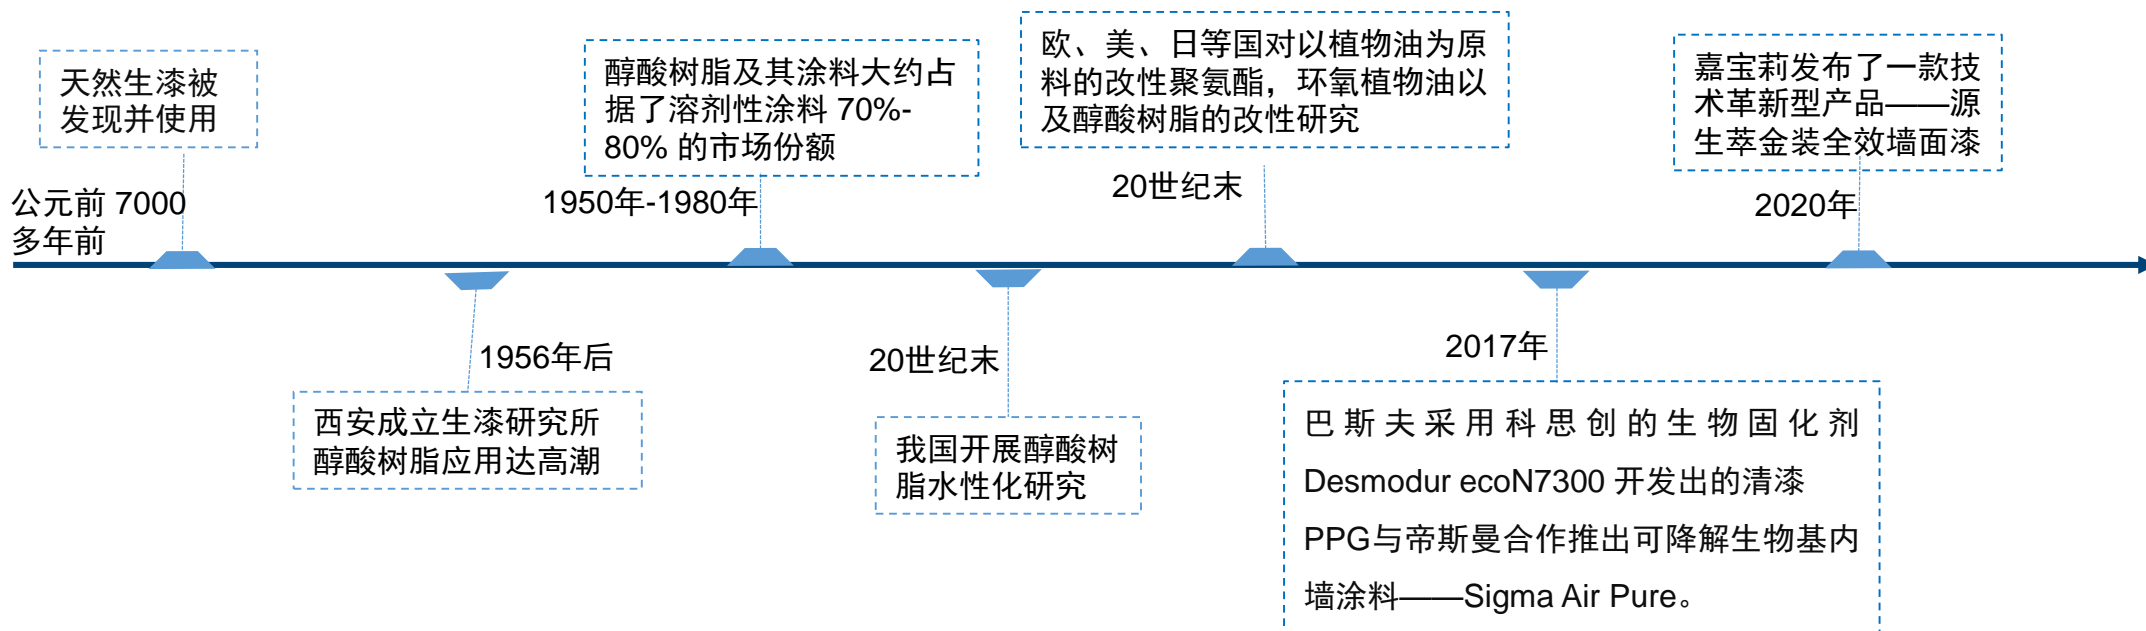 天然生漆被
发现并使用
公元前 7000
多年前
1956年后
西安成立生漆研究所
醇酸树脂应用达高潮
醇酸树脂及其涂料大约占
据了溶剂性涂料 70%-
80% 的市场份额
1950年-1980年
20世纪末
我国开展醇酸树
脂水性化研究
欧、美、日等国对以植物油为原
料的改性聚氨酯，环氧植物油以
及醇酸树脂的改性研究
20世纪末
2017年
巴斯夫采用科思创的生物固化剂
Desmodur ecoN7300 开发出的清漆
PPG与帝斯曼合作推出可降解生物基内
墙涂料——Sigma Air Pure。
嘉宝莉发布了一款技
术革新型产品——源
生萃金装全效墙面漆
2020年